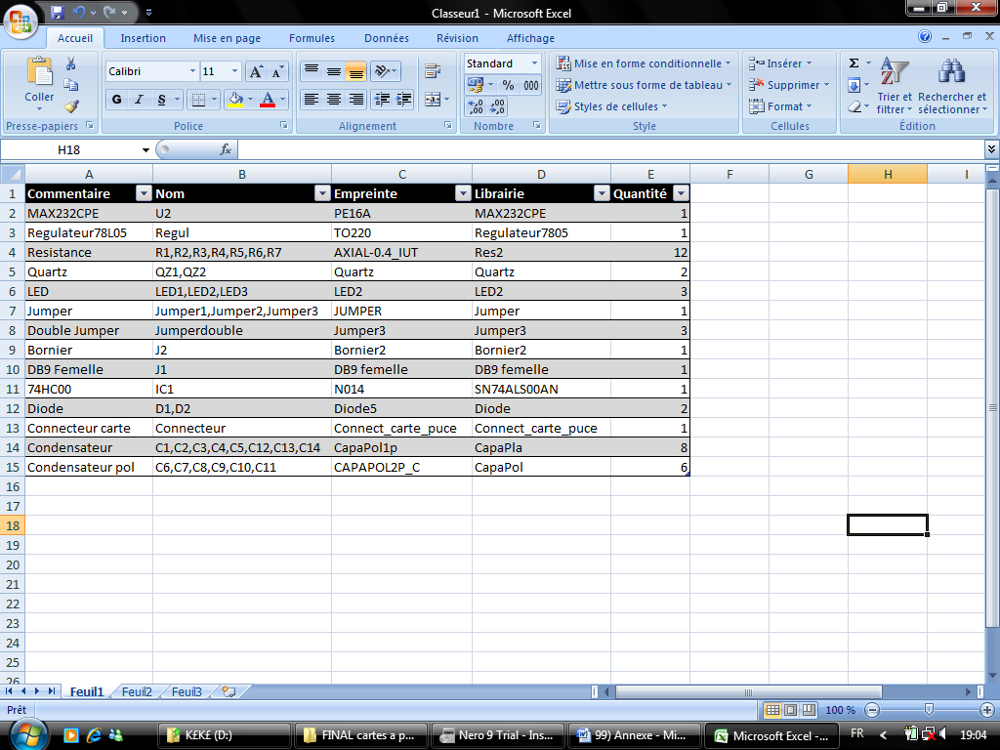 Classeur1 - Microsoft Excel
Accueil Insertion Mise en page Formules Données Révision Affichage
Coller
Presse-papiers
Calibri 11
G I S
Police
Alignement
Standard
% 000
Nombre
Mise en forme conditionnelle
Mettre sous forme de tableau
Styles de cellules
Style
Insérer
Supprimer
Format
Cellules
Σ
Trier et filtrer
Rechercher et sélectionner
Édition
H18 fx
A B C D E F G H I
1 Commentaire Nom Empreinte Librairie Quantité
2 MAX232CPE U2 PE16A MAX232CPE 1
3 Regulateur78L05 Regul TO220 Regulateur7805 1
4 Resistance R1,R2,R3,R4,R5,R6,R7 AXIAL-0.4_IUT Res2 12
5 Quartz QZ1,QZ2 Quartz Quartz 2
6 LED LED1,LED2,LED3 LED2 LED2 3
7 Jumper Jumper1,Jumper2,Jumper3 JUMPER Jumper 1
8 Double Jumper Jumperdouble Jumper3 Jumper3 3
9 Bornier J2 Bornier2 Bornier2 1
10 DB9 Femelle J1 DB9 femelle DB9 femelle 1
11 74HC00 IC1 N014 SN74ALS00AN 1
12 Diode D1,D2 Diode5 Diode 2
13 Connecteur carte Connecteur Connect_carte_puce Connect_carte_puce 1
14 Condensateur C1,C2,C3,C4,C5,C12,C13,C14 CapaPol1p CapaPla 8
15 Condensateur pol C6,C7,C8,C9,C10,C11 CAPAPOL2P_C CapaPol 6
16
17
18
19
20
21
22
23
24
25
26
Feuil1 Feuil2 Feuil3
Prêt 100 %
K£K£ (D:) FINAL cartes a p... Nero 9 Trial - Ins... 99) Annexe - Mi... Microsoft Excel -... FR 19:04